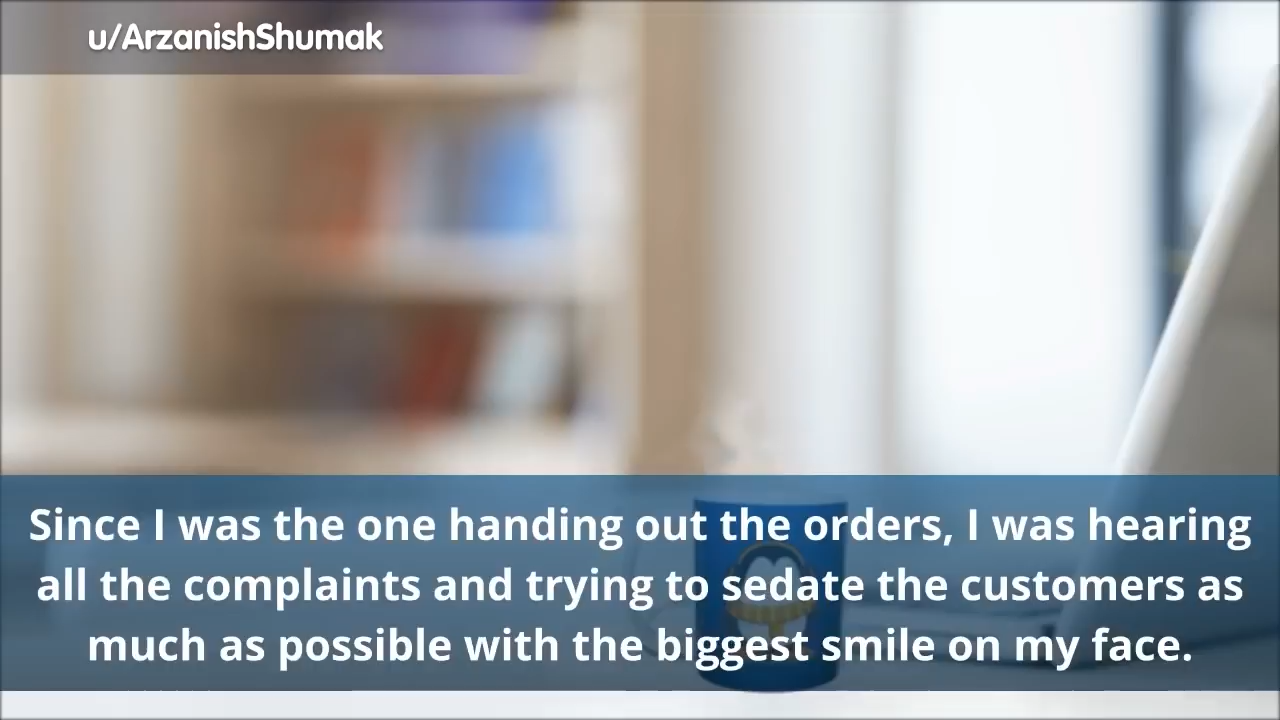 u/ArzanishShumak
Since I was the one handing out the orders, I was hearing
all the complaints and trying to sedate the customers as
much as possible with the biggest smile on my face.